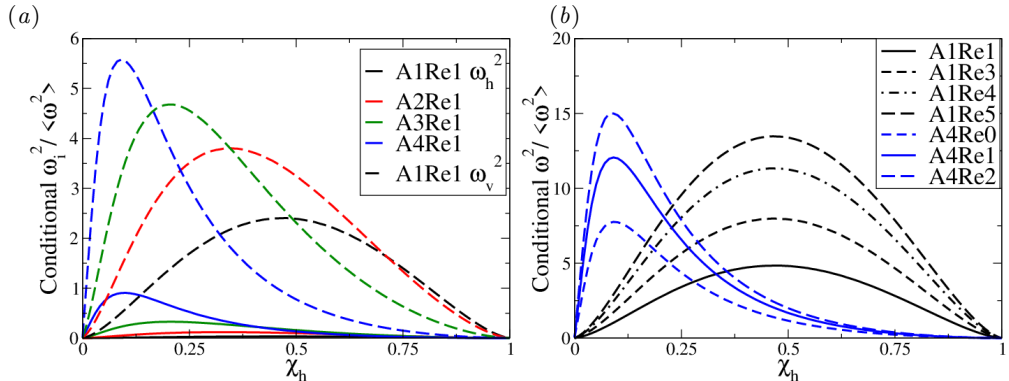 (a)
6
5
4
3
2
1
0
Conditional ω_i^2 / <ω^2>
A1Re1 ω_h^2
A2Re1
A3Re1
A4Re1
A1Re1 ω_v^2
0
0.25
0.5
0.75
1
χ_h
(b)
20
15
10
5
0
Conditional ω^2 / <ω^2>
A1Re1
A1Re3
A1Re4
A1Re5
A4Re0
A4Re1
A4Re2
0
0.25
0.5
0.75
1
χ_h